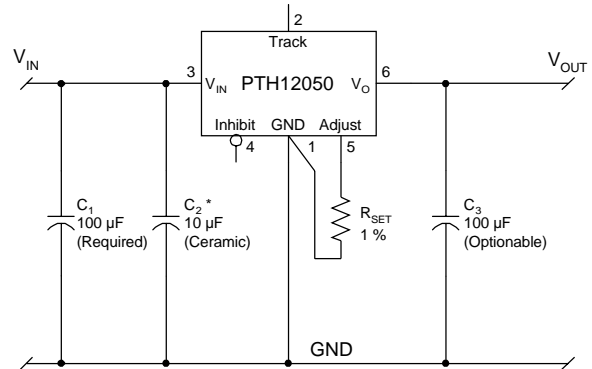 2
Track
V_IN
3
V_IN
PTH12050
V_O
6
V_OUT
Inhibit
GND
Adjust
4
1
5
C_1
100 µF
(Required)
C_2 *
10 µF
(Ceramic)
R_SET
1 %
C_3
100 µF
(Optionable)
GND